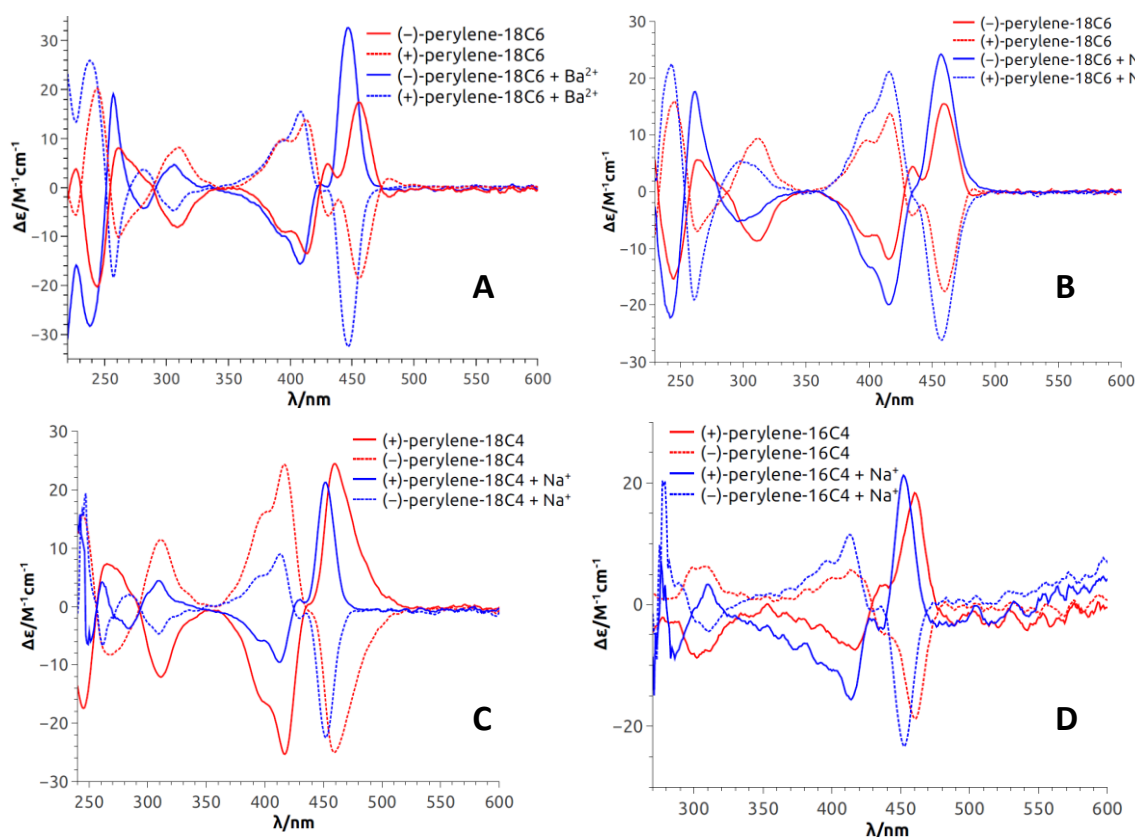 30
20
10
0
−10
−20
−30
Δε/M⁻¹cm⁻¹
(−)-perylene-18C6
(+)-perylene-18C6
(−)-perylene-18C6 + Ba²⁺
(+)-perylene-18C6 + Ba²⁺
A
250 300 350 400 450 500 550 600
λ/nm
30
20
10
0
−10
−20
−30
Δε/M⁻¹cm⁻¹
(−)-perylene-18C6
(+)-perylene-18C6
(−)-perylene-18C6 + N
(+)-perylene-18C6 + N
B
250 300 350 400 450 500 550 600
λ/nm
30
20
10
0
−10
−20
−30
Δε/M⁻¹cm⁻¹
(+)-perylene-18C4
(−)-perylene-18C4
(+)-perylene-18C4 + Na⁺
(−)-perylene-18C4 + Na⁺
C
250 300 350 400 450 500 550 600
λ/nm
20
0
−20
Δε/M⁻¹cm⁻¹
(+)-perylene-16C4
(−)-perylene-16C4
(+)-perylene-16C4 + Na⁺
(−)-perylene-16C4 + Na⁺
D
300 350 400 450 500 550 600
λ/nm